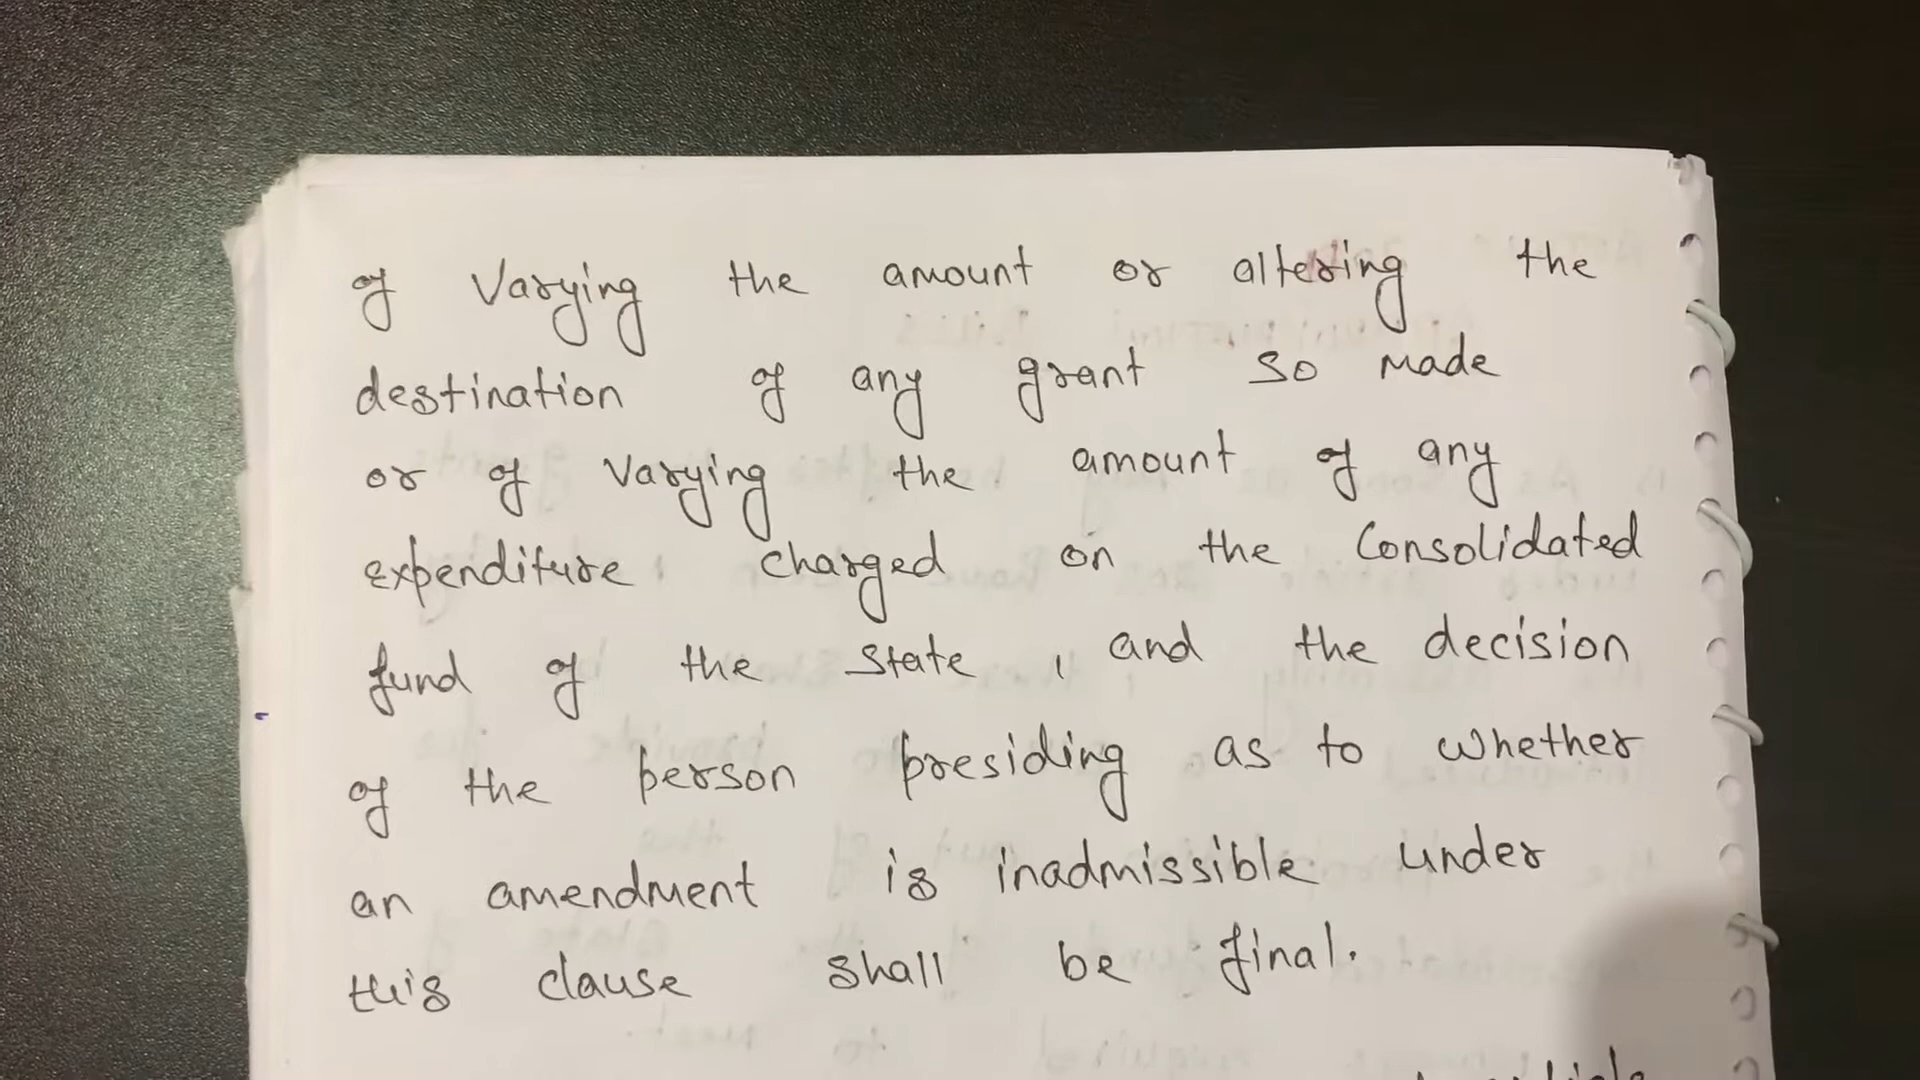 of varying the amount or altering the
destination of any grant so made
or of varying the amount of any
expenditure charged on the Consolidated
fund of the state , and the decision
of the person presiding as to whether
an amendment is inadmissible under
this clause shall be final.